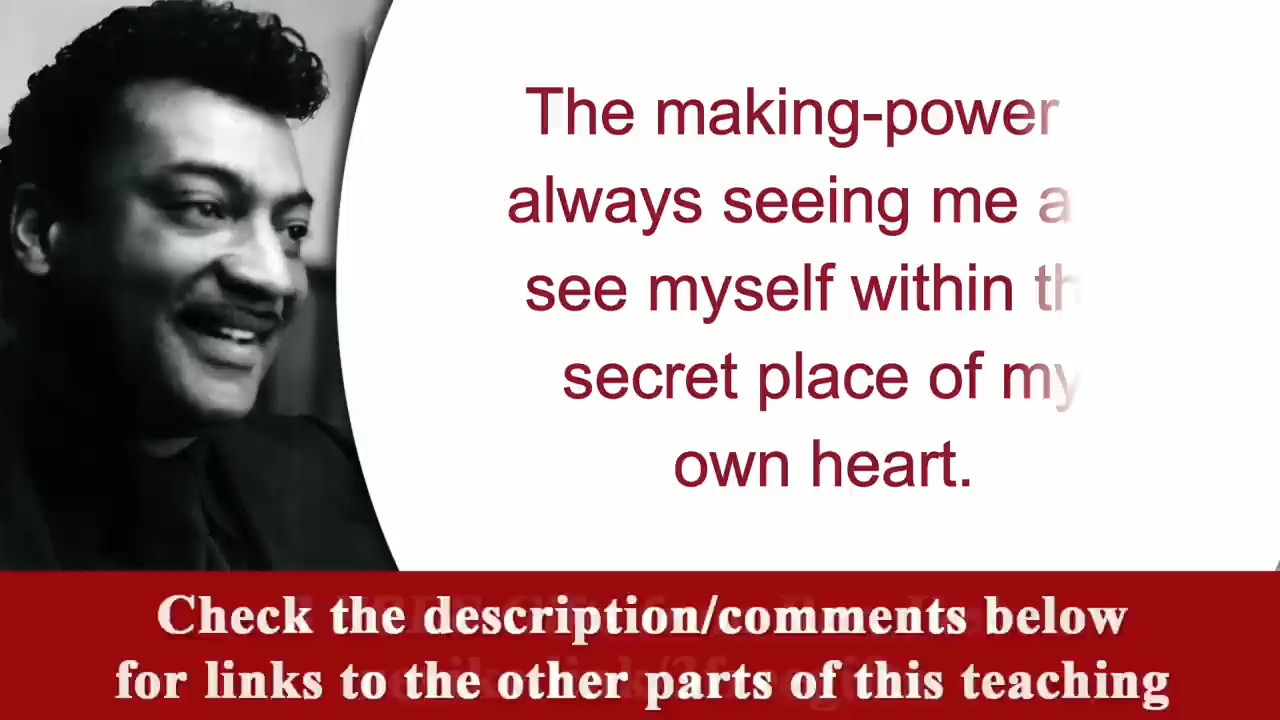 The making-power
always seeing me
see myself within
secret place of my
own heart.
Check the description/comments below
for links to the other parts of this teaching